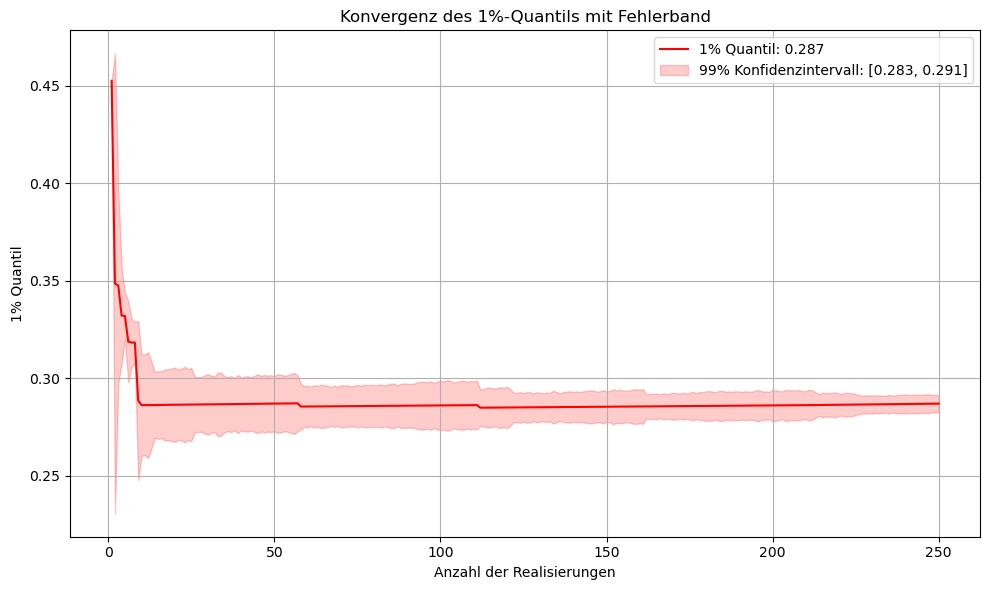 Konvergenz des 1%-Quantils mit Fehlerband
1% Quantil: 0.287
99% Konfidenzintervall: [0.283, 0.291]
1% Quantil
0.45
0.40
0.35
0.30
0.25
0
50
100
150
200
250
Anzahl der Realisierungen